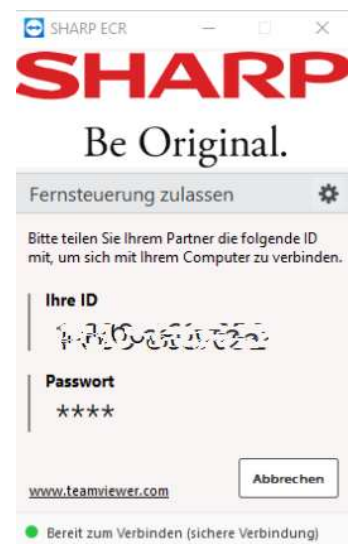 SHARP ECR
SHARP
Be Original.
Fernsteuerung zulassen
Bitte teilen Sie Ihrem Partner die folgende ID
mit, um sich mit Ihrem Computer zu verbinden.
Ihre ID
Passwort
****
Abbrechen
www.teamviewer.com
Bereit zum Verbinden (sichere Verbindung)